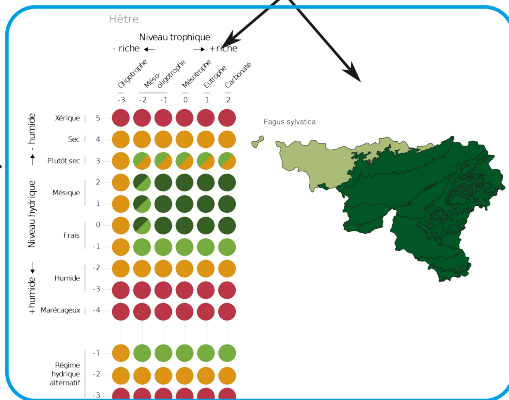 Hêtre
Niveau trophique
- riche
+riche
Oligotrophe
Méso-
oligotrophe
Mésotrophe
Eutrophe
Carbonaté
-3 -2 -1 0 1 2
Niveau hydrique
- humide
+humide
Xérique 5
Sec 4
Plutôt sec 3
Mésique 2
1
Frais 0
-1
Humide -2
-3
Marécageux -4
Régime
hydrique
alternatif
-1
-2
-3
Fagus sylvatica